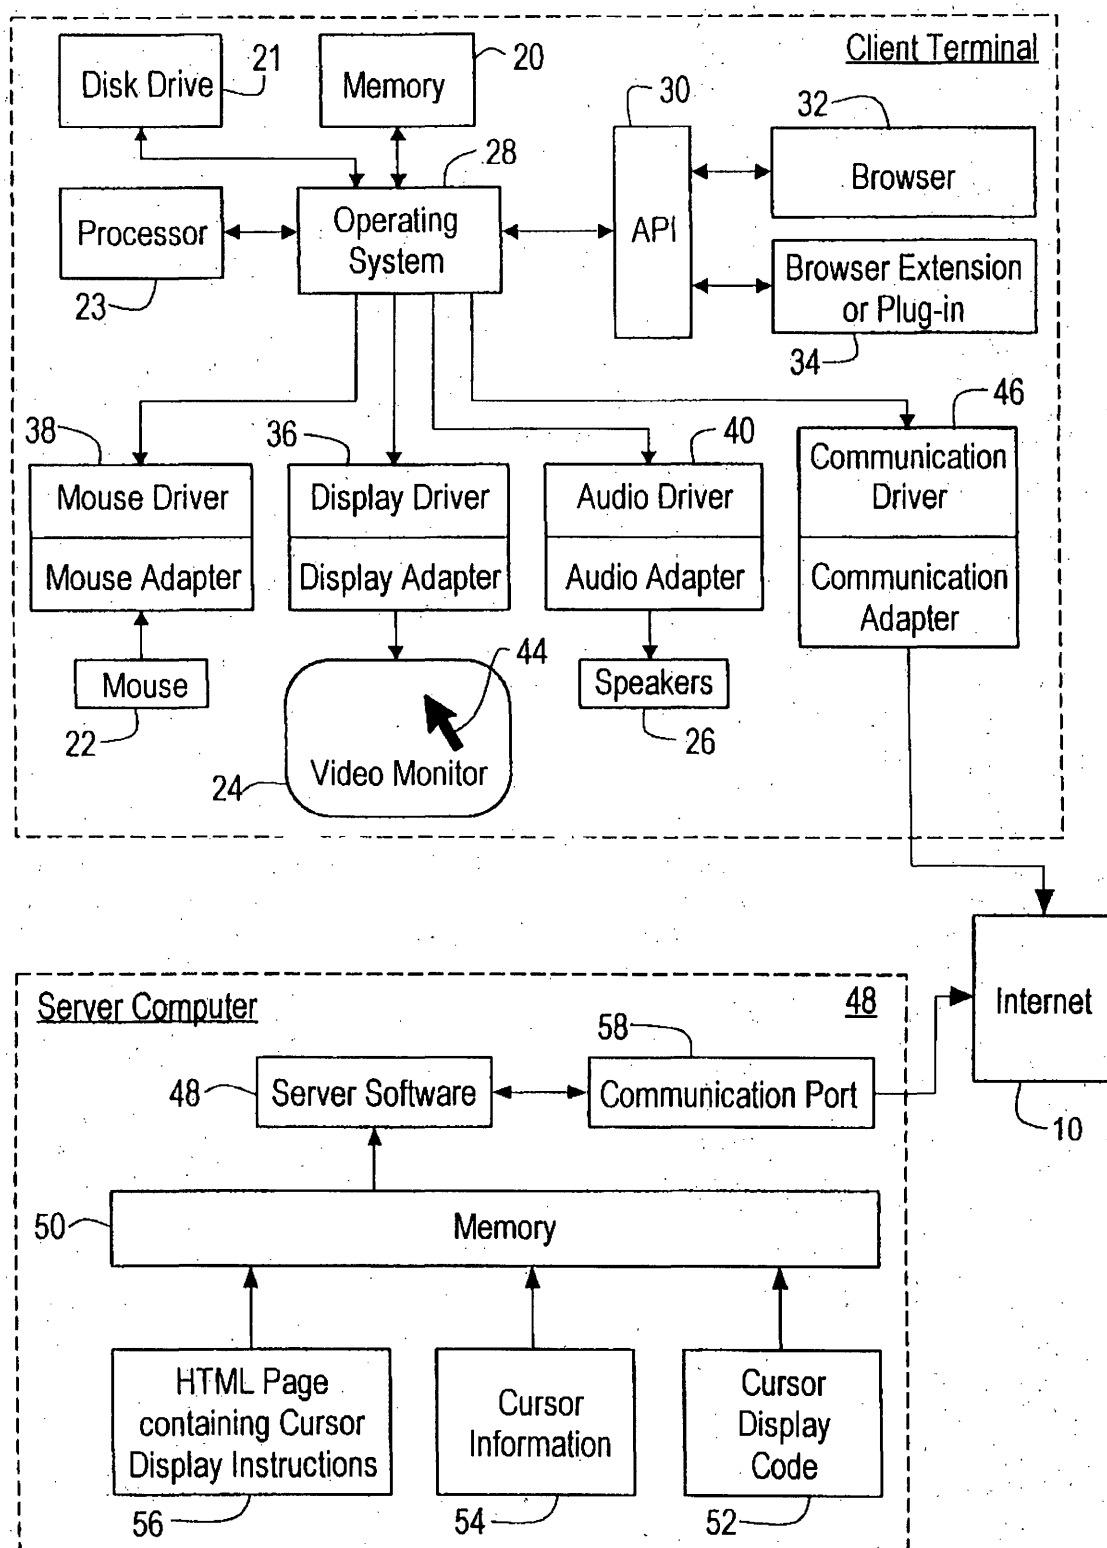 Client Terminal
21
20
Disk Drive
Memory
30
32
Browser
28
Processor
Operating
System
API
23
Browser Extension
or Plug-in
34
46
38
36
40
Communication
Driver
Mouse Driver
Display Driver
Audio Driver
Mouse Adapter
Display Adapter
Audio Adapter
Communication
Adapter
44
Mouse
Speakers
22
26
24
Video Monitor
Server Computer
48
Internet
58
48
Server Software
Communication Port
10
50
Memory
HTML Page
containing Cursor
Display Instructions
Cursor
Information
Cursor
Display
Code
56
54
52